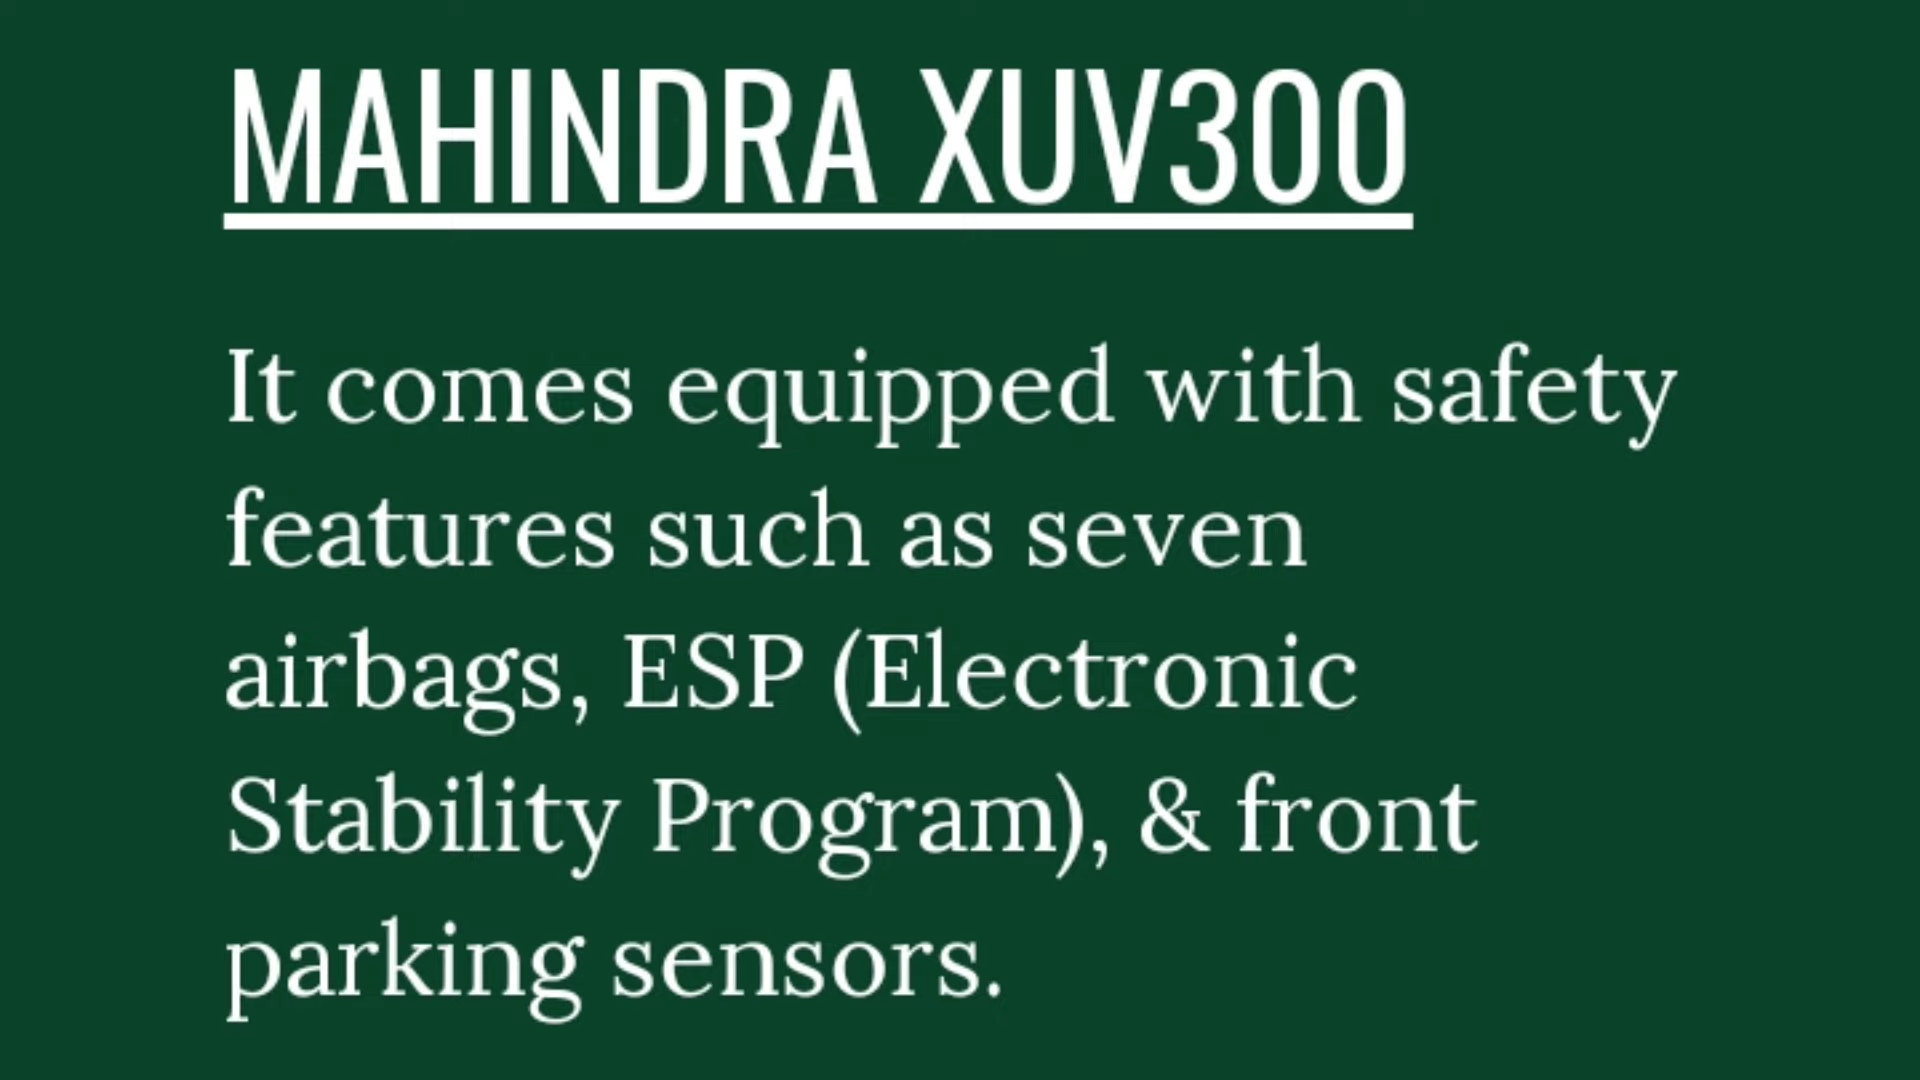 MAHINDRA XUV300
It comes equipped with safety
features such as seven
airbags, ESP (Electronic
Stability Program), & front
parking sensors.